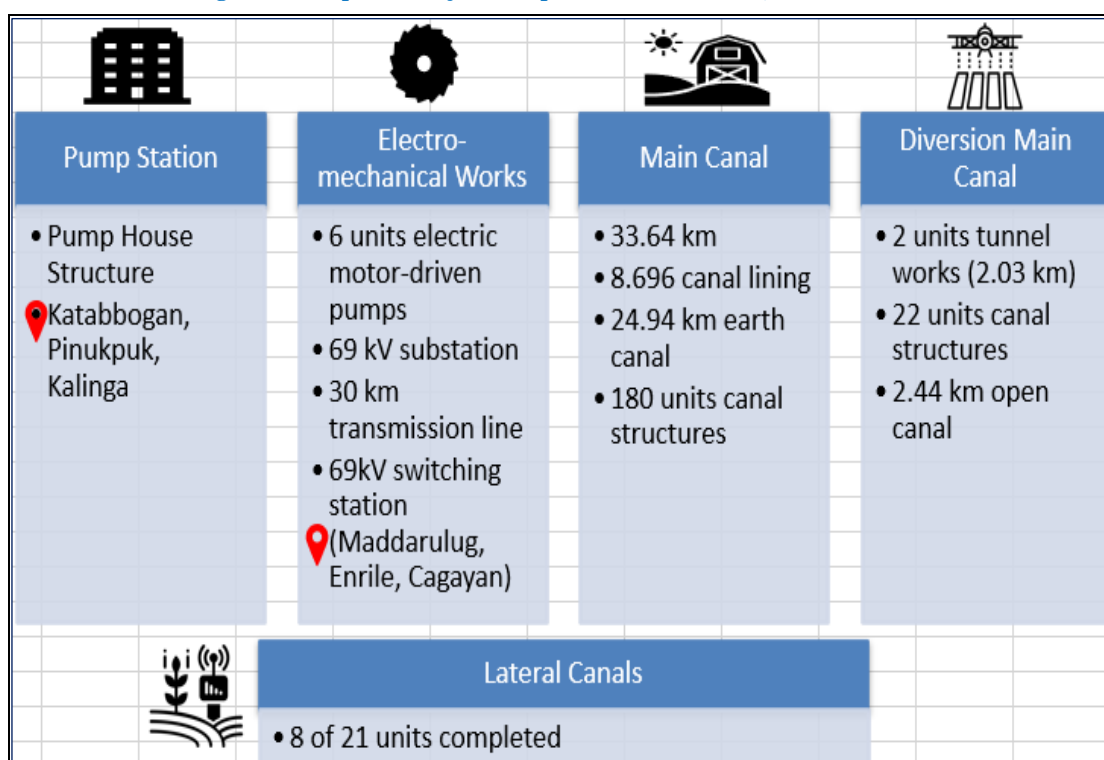 Pump Station
• Pump House
Structure
• Katabbogan,
Pinukpuk,
Kalinga
Electro-
mechanical Works
• 6 units electric
motor-driven
pumps
• 69 kV substation
• 30 km
transmission line
• 69kV switching
station
(Maddarulug,
Enrile, Cagayan)
Main Canal
• 33.64 km
• 8.696 canal lining
• 24.94 km earth
canal
• 180 units canal
structures
Diversion Main
Canal
• 2 units tunnel
works (2.03 km)
• 22 units canal
structures
• 2.44 km open
canal
Lateral Canals
• 8 of 21 units completed